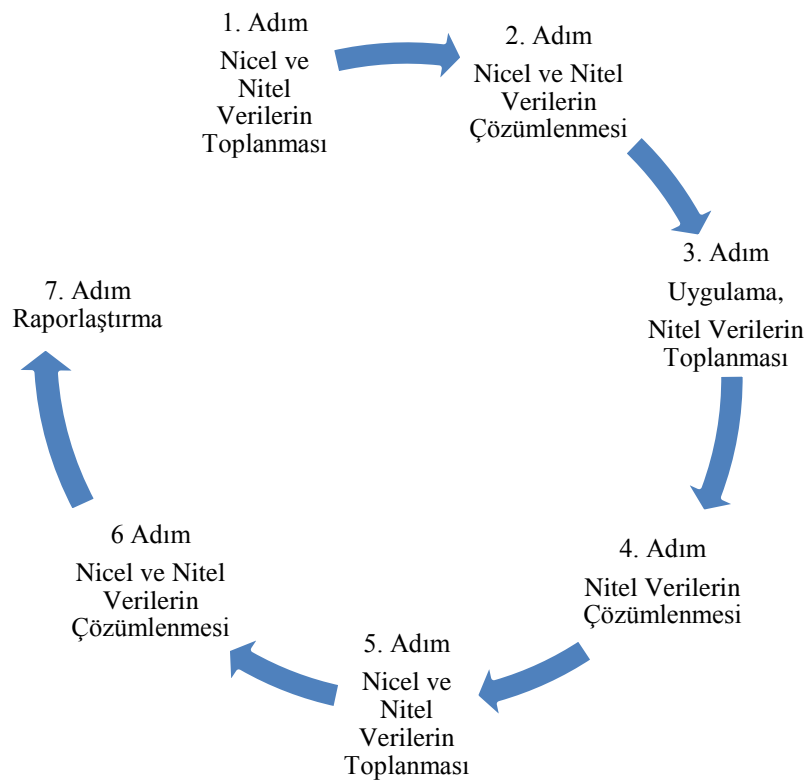 1. Adım
Nicel ve
Nitel
Verilerin
Toplanması
2. Adım
Nicel ve Nitel
Verilerin
Çözümlenmesi
3. Adım
Uygulama,
Nitel Verilerin
Toplanması
4. Adım
Nitel Verilerin
Çözümlenmesi
5. Adım
Nicel ve
Nitel
Verilerin
Toplanması
6 Adım
Nicel ve Nitel
Verilerin
Çözümlenmesi
7. Adım
Raporlaştırma